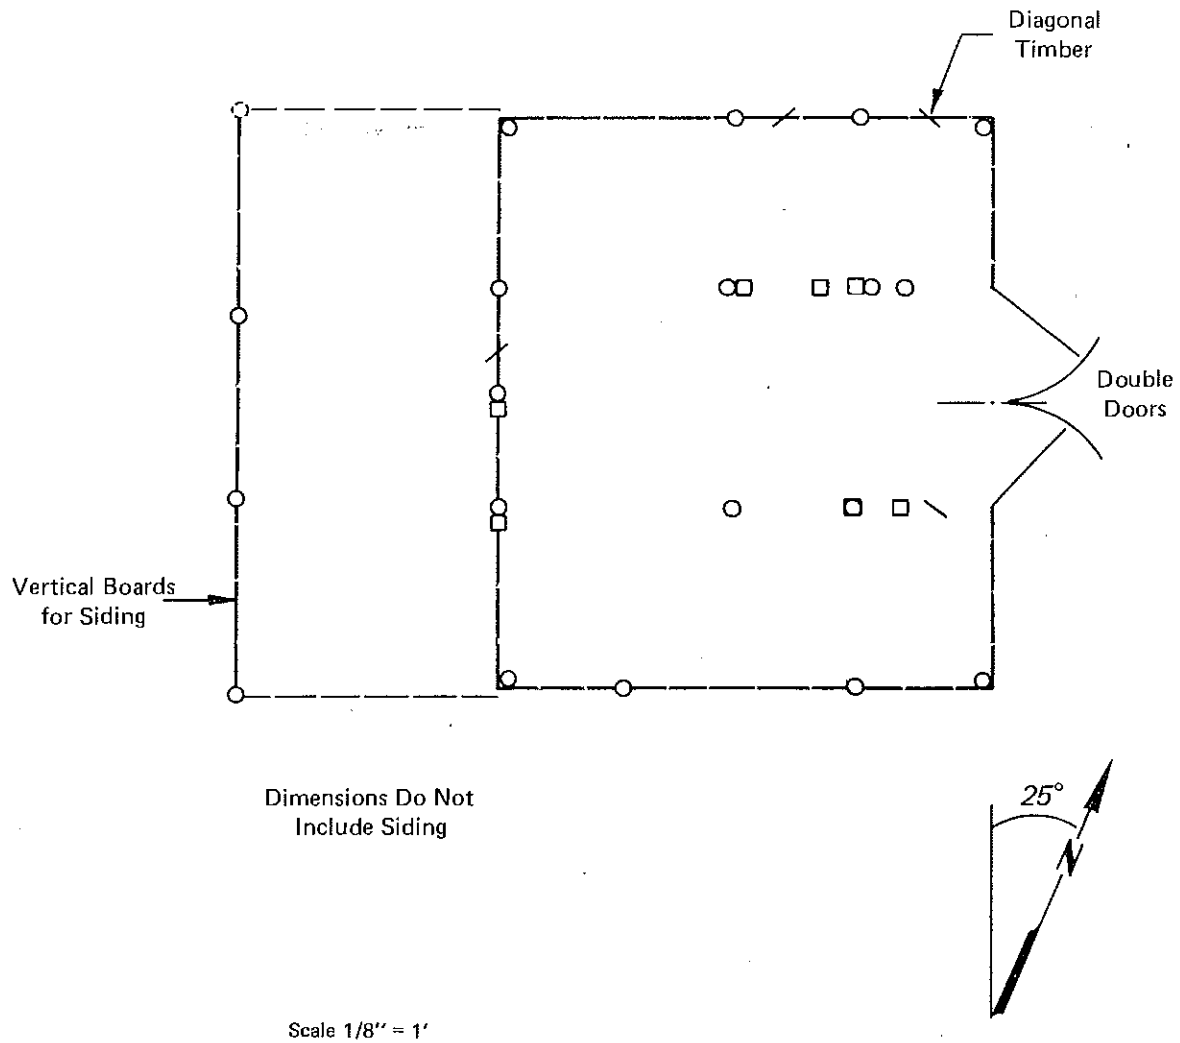 Diagonal
Timber
Double
Doors
Vertical Boards
for Siding
Dimensions Do Not
Include Siding
25°
N
Scale 1/8" = 1'